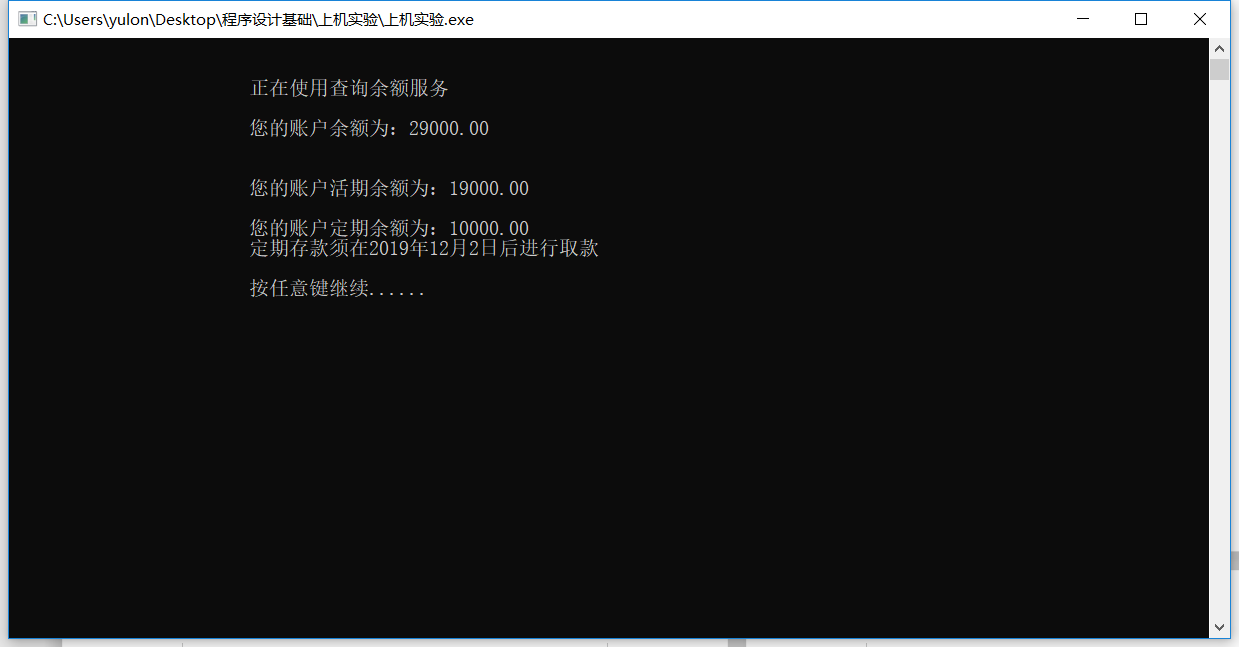 C:\Users\yulon\Desktop\程序设计基础\上机实验\上机实验.exe
正在使用查询余额服务
您的账户余额为：29000.00
您的账户活期余额为：19000.00
您的账户定期余额为：10000.00
定期存款须在2019年12月2日后进行取款
按任意键继续......